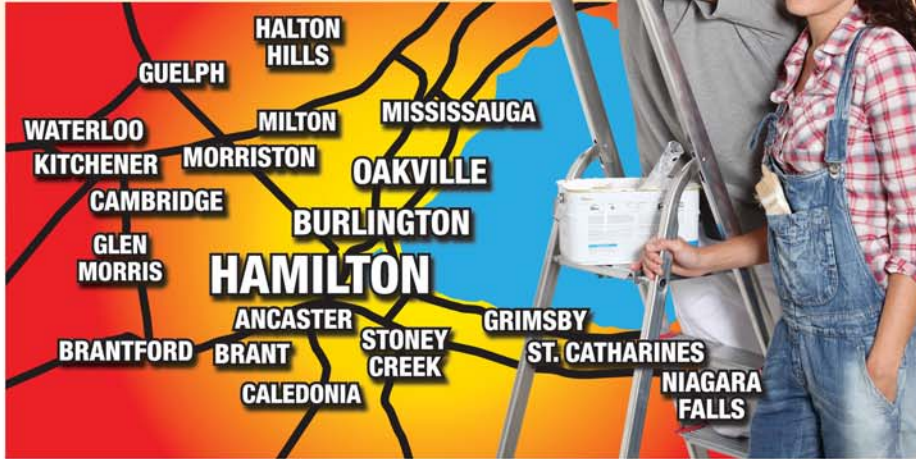 HALTON
HILLS
GUELPH
MILTON
MISSISSAUGA
WATERLOO
KITCHENER
MORRISTON
OAKVILLE
CAMBRIDGE
BURLINGTON
GLEN
MORRIS
HAMILTON
ANCASTER
GRIMSBY
BRANTFORD
BRANT
STONEY
CREEK
ST. CATHARINES
CALEDONIA
NIAGARA
FALLS